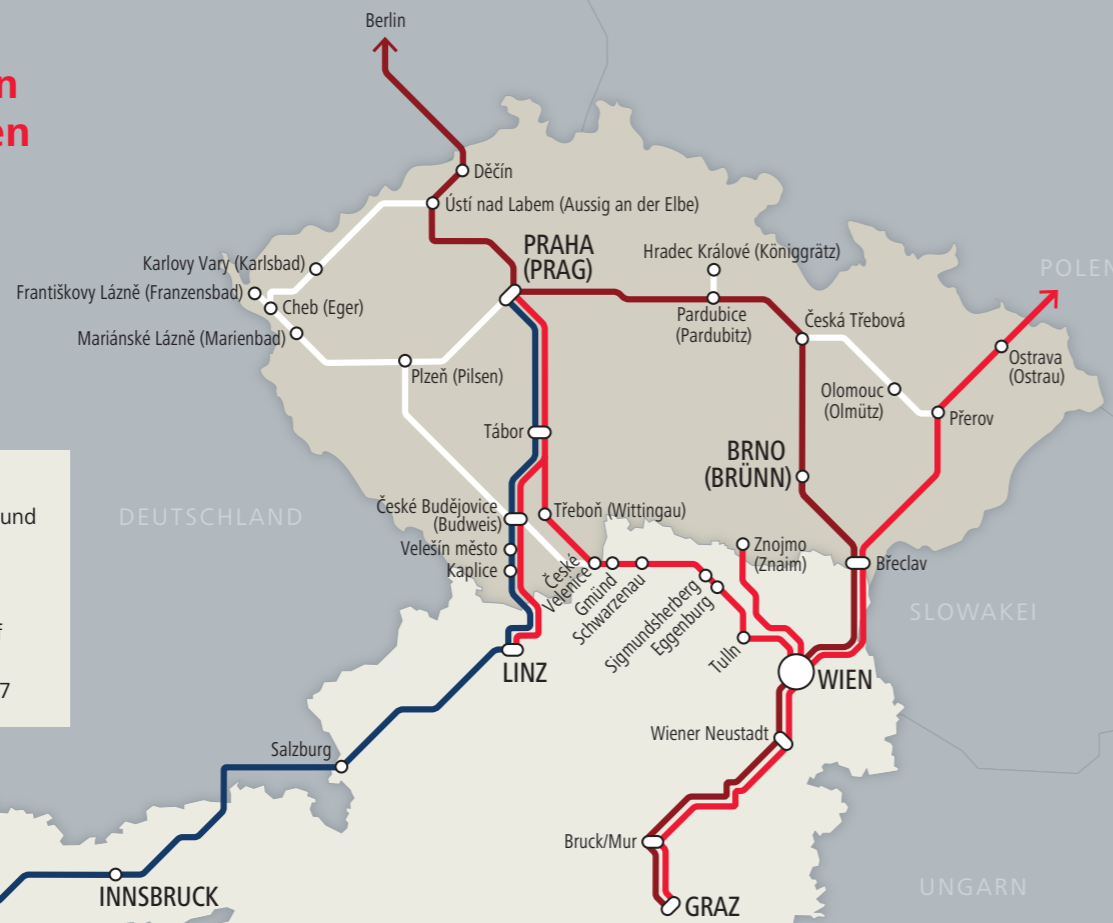 Berlin
n
en
Děčín
Ústí nad Labem (Aussig an der Elbe)
PRAHA
(PRAG)
Hradec Králové (Königgrätz)
Karlovy Vary (Karlsbad)
POLEN
Františkovy Lázně (Franzensbad)
Cheb (Eger)
Pardubice
(Pardubitz)
Česká Třebová
Mariánské Lázně (Marienbad)
Ostrava
(Ostrau)
Plzeň (Pilsen)
Olomouc
(Olmütz)
Přerov
Tábor
BRNO
(BRÜNN)
und
DEUTSCHLAND
České Budějovice
(Budweis)
Třeboň (Wittingau)
Velešín město
Kaplice
České
Velenice
Gmünd
Schwarzenau
Sigmundsherberg
Eggenburg
Tulln
Znojmo
(Znaim)
Břeclav
SLOWAKEI
f
LINZ
WIEN
7
Wiener Neustadt
Salzburg
Bruck/Mur
INNSBRUCK
GRAZ
UNGARN